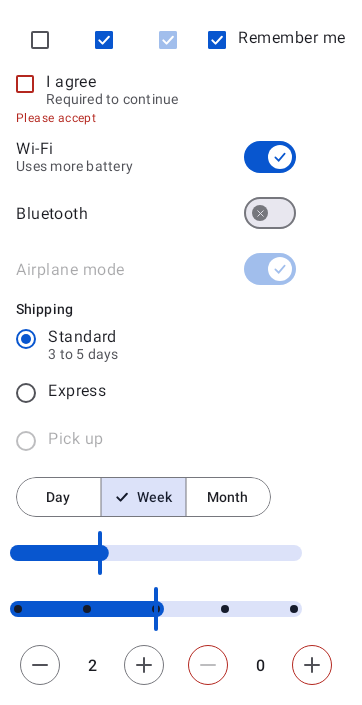 Remember me
I agree
Required to continue
Please accept
Wi-Fi
Uses more battery
Bluetooth
Airplane mode
Shipping
Standard
3 to 5 days
Express
Pick up
Day Week Month
2 0